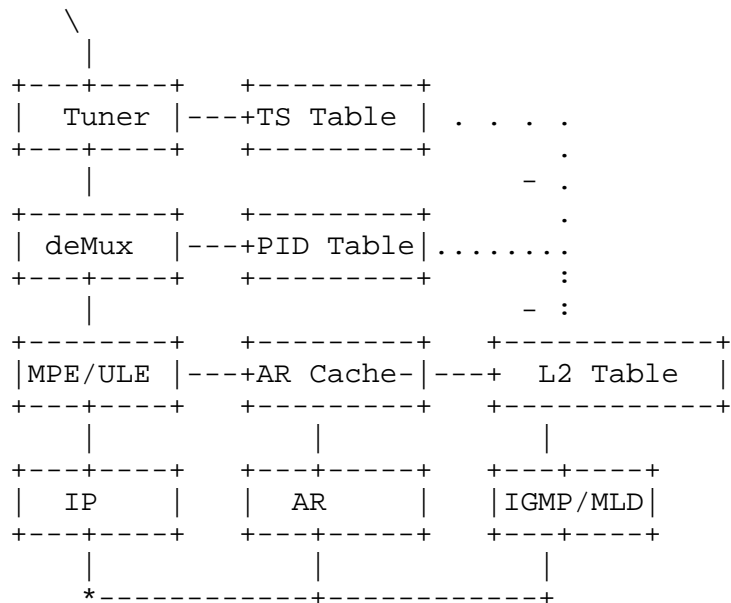 \
       |
+---+----+    +---------+
|  Tuner |---+TS Table | . . . .
+---+----+    +---------+       .
    |                         - .
+--------+    +---------+       .
| deMux  |---+PID Table|........
+---+----+    +---------+       :
    |                         - :
+--------+    +---------+    +------------+
|MPE/ULE |---+AR Cache-|---+  L2 Table  |
+---+----+    +---------+    +------------+
    |             |            |
+---+----+    +---+-----+    +---+----+
|  IP    |    |  AR     |    |IGMP/MLD|
+---+----+    +---+-----+    +---+----+
    |             |            |
    *------------+------------+